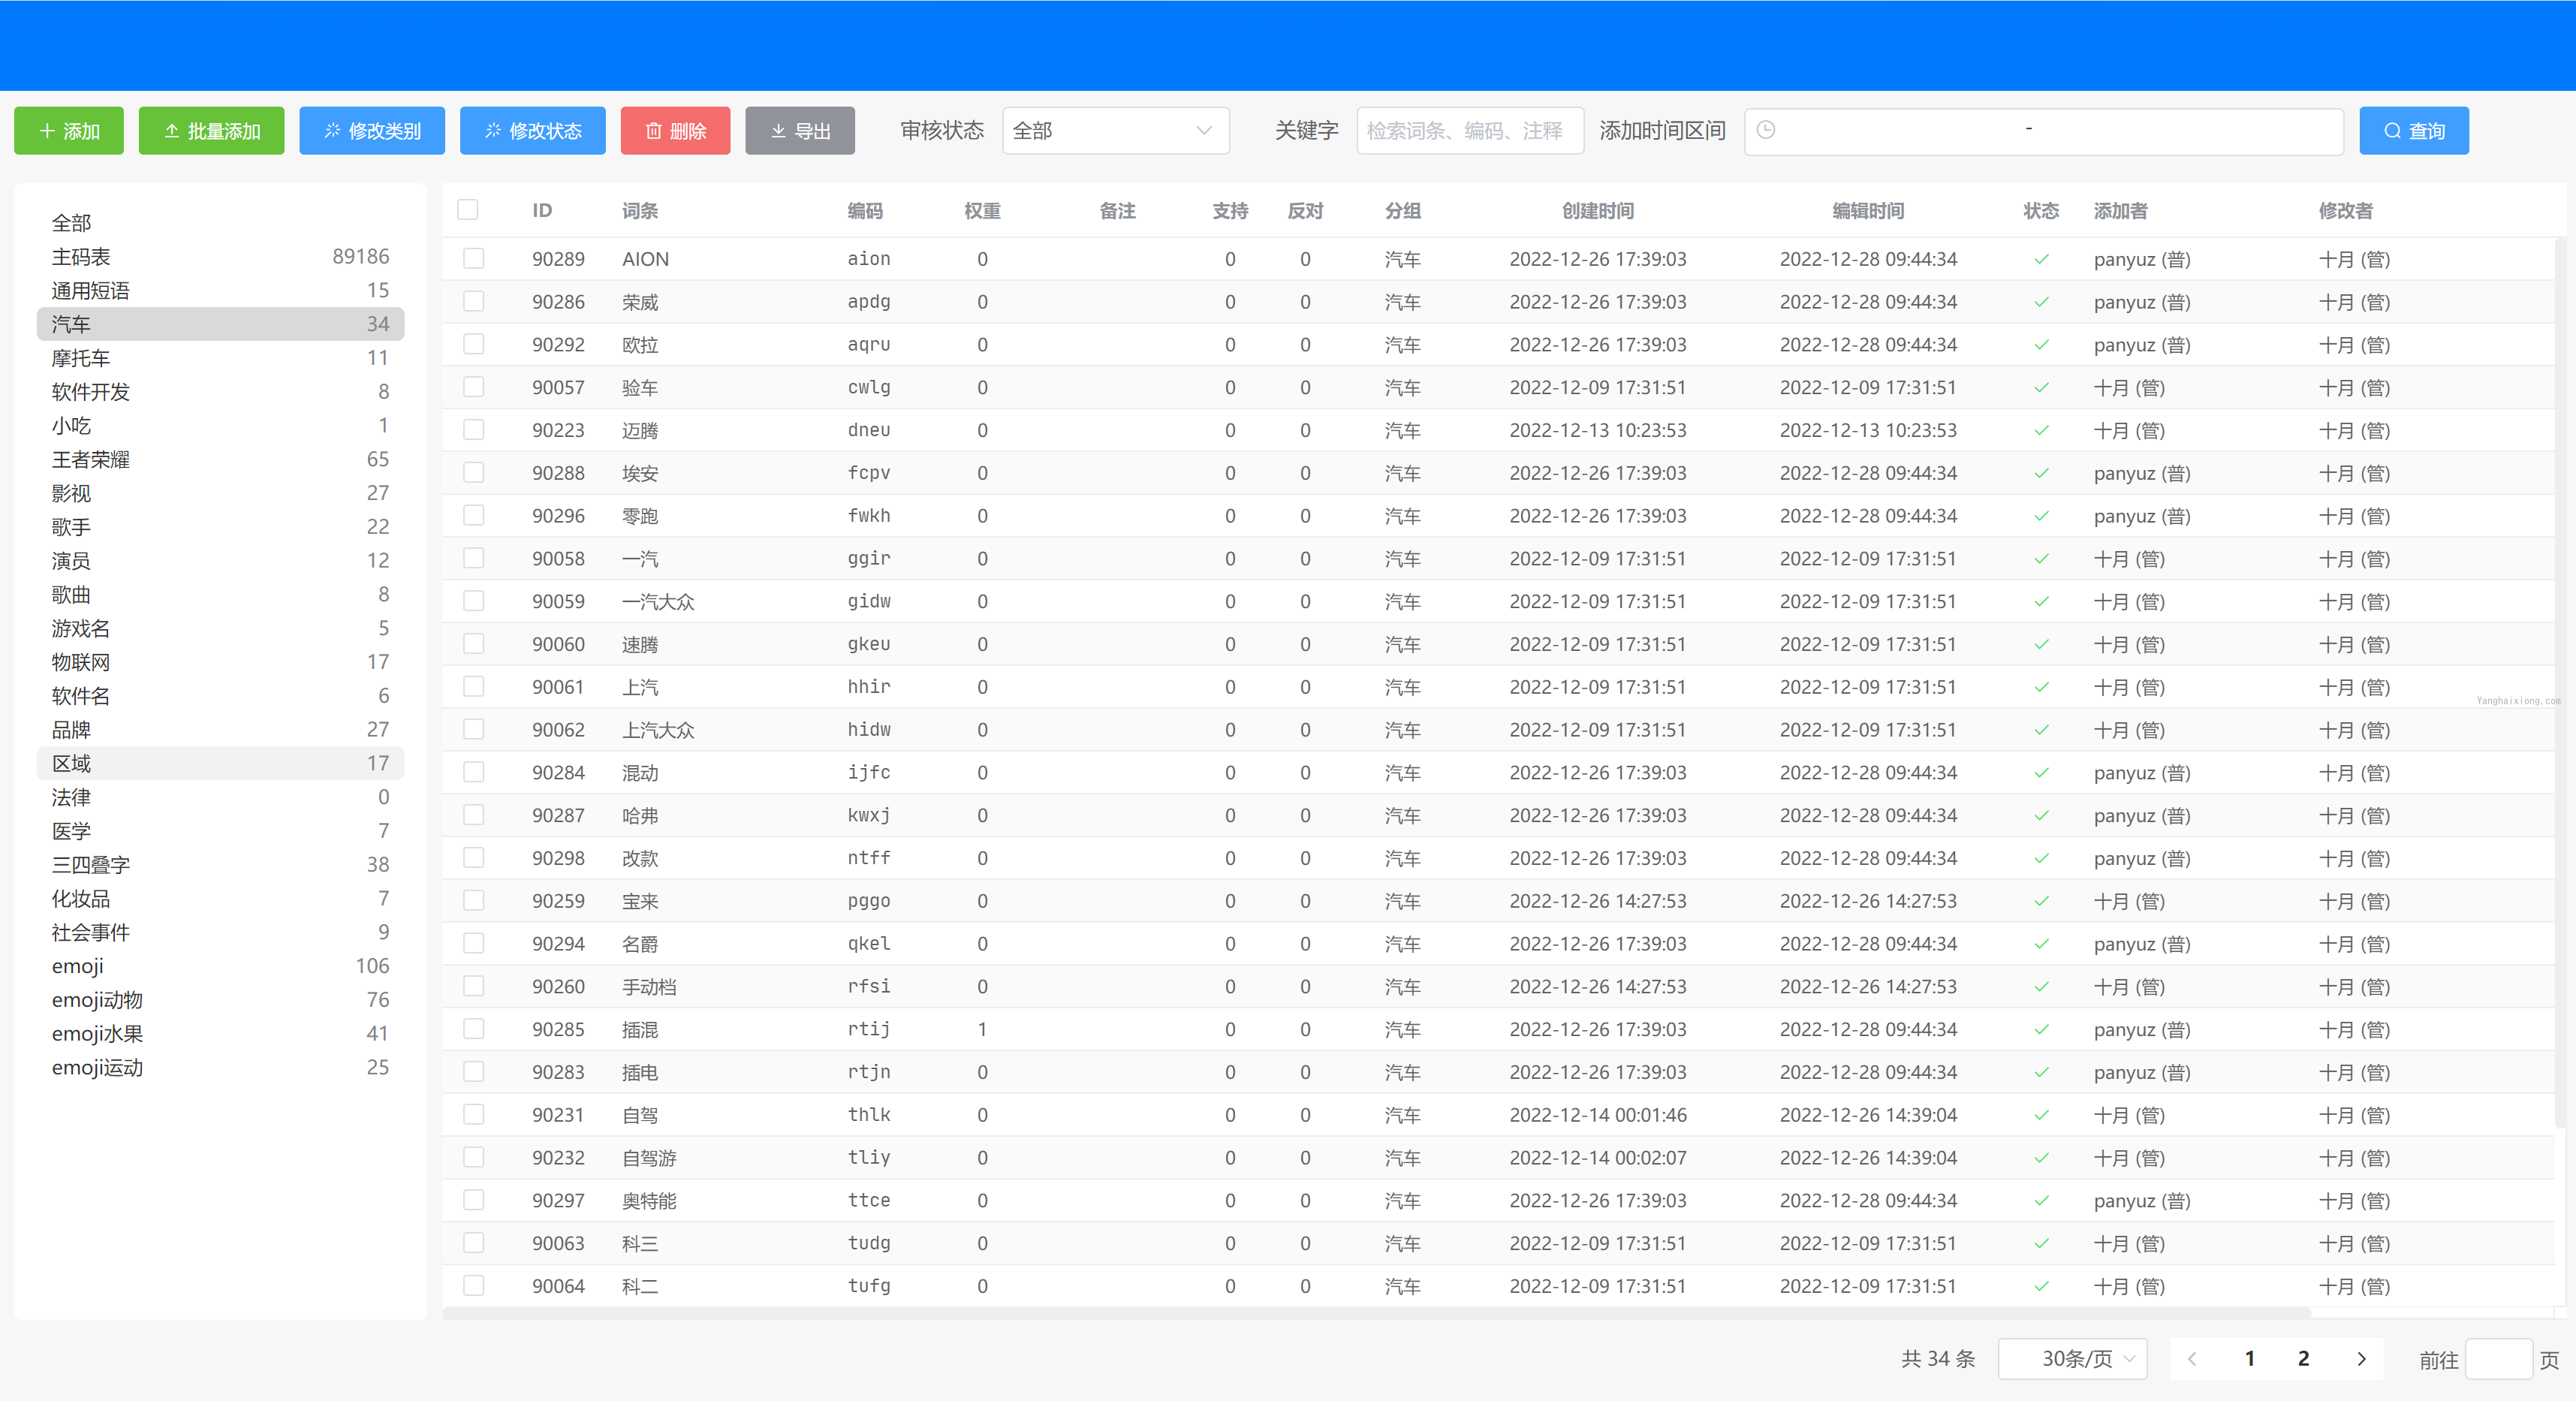 添加 批量添加 修改类别 修改状态 删除 导出 审核状态 全部 关键字 检索词条、编码、注释 添加时间区间 - 查询
全部
主码表 89186
通用短语 15
汽车 34
摩托车 11
软件开发 8
小吃 1
王者荣耀 65
影视 27
歌手 22
演员 12
歌曲 8
游戏名 5
物联网 17
软件名 6
品牌 27
区域 17
法律 0
医学 7
三四叠字 38
化妆品 7
社会事件 9
emoji 106
emoji动物 76
emoji水果 41
emoji运动 25
ID 词条 编码 权重 备注 支持 反对 分组 创建时间 编辑时间 状态 添加者 修改者
90289 AION aion 0 0 0 汽车 2022-12-26 17:39:03 2022-12-28 09:44:34 panyuz (普) 十月 (管)
90286 荣威 apdg 0 0 0 汽车 2022-12-26 17:39:03 2022-12-28 09:44:34 panyuz (普) 十月 (管)
90292 欧拉 aqru 0 0 0 汽车 2022-12-26 17:39:03 2022-12-28 09:44:34 panyuz (普) 十月 (管)
90057 验车 cwlg 0 0 0 汽车 2022-12-09 17:31:51 2022-12-09 17:31:51 十月 (管) 十月 (管)
90223 迈腾 dneu 0 0 0 汽车 2022-12-13 10:23:53 2022-12-13 10:23:53 十月 (管) 十月 (管)
90288 埃安 fcpv 0 0 0 汽车 2022-12-26 17:39:03 2022-12-28 09:44:34 panyuz (普) 十月 (管)
90296 零跑 fwkh 0 0 0 汽车 2022-12-26 17:39:03 2022-12-28 09:44:34 panyuz (普) 十月 (管)
90058 一汽 ggir 0 0 0 汽车 2022-12-09 17:31:51 2022-12-09 17:31:51 十月 (管) 十月 (管)
90059 一汽大众 gidw 0 0 0 汽车 2022-12-09 17:31:51 2022-12-09 17:31:51 十月 (管) 十月 (管)
90060 速腾 gkeu 0 0 0 汽车 2022-12-09 17:31:51 2022-12-09 17:31:51 十月 (管) 十月 (管)
90061 上汽 hhir 0 0 0 汽车 2022-12-09 17:31:51 2022-12-09 17:31:51 十月 (管) 十月 (管)
Yanghaixiong.com
90062 上汽大众 hidw 0 0 0 汽车 2022-12-09 17:31:51 2022-12-09 17:31:51 十月 (管) 十月 (管)
90284 混动 ijfc 0 0 0 汽车 2022-12-26 17:39:03 2022-12-28 09:44:34 panyuz (普) 十月 (管)
90287 哈弗 kwxj 0 0 0 汽车 2022-12-26 17:39:03 2022-12-28 09:44:34 panyuz (普) 十月 (管)
90298 改款 ntff 0 0 0 汽车 2022-12-26 17:39:03 2022-12-28 09:44:34 panyuz (普) 十月 (管)
90259 宝来 pggo 0 0 0 汽车 2022-12-26 14:27:53 2022-12-26 14:27:53 十月 (管) 十月 (管)
90294 名爵 qkel 0 0 0 汽车 2022-12-26 17:39:03 2022-12-28 09:44:34 panyuz (普) 十月 (管)
90260 手动档 rfsi 0 0 0 汽车 2022-12-26 14:27:53 2022-12-26 14:27:53 十月 (管) 十月 (管)
90285 插混 rtij 1 0 0 汽车 2022-12-26 17:39:03 2022-12-28 09:44:34 panyuz (普) 十月 (管)
90283 插电 rtjn 0 0 0 汽车 2022-12-26 17:39:03 2022-12-28 09:44:34 panyuz (普) 十月 (管)
90231 自驾 thlk 0 0 0 汽车 2022-12-14 00:01:46 2022-12-26 14:39:04 十月 (管) 十月 (管)
90232 自驾游 tliy 0 0 0 汽车 2022-12-14 00:02:07 2022-12-26 14:39:04 十月 (管) 十月 (管)
90297 奥特能 ttce 0 0 0 汽车 2022-12-26 17:39:03 2022-12-28 09:44:34 panyuz (普) 十月 (管)
90063 科三 tudg 0 0 0 汽车 2022-12-09 17:31:51 2022-12-09 17:31:51 十月 (管) 十月 (管)
90064 科二 tufg 0 0 0 汽车 2022-12-09 17:31:51 2022-12-09 17:31:51 十月 (管) 十月 (管)
共 34 条 30条/页 1 2 前往 页